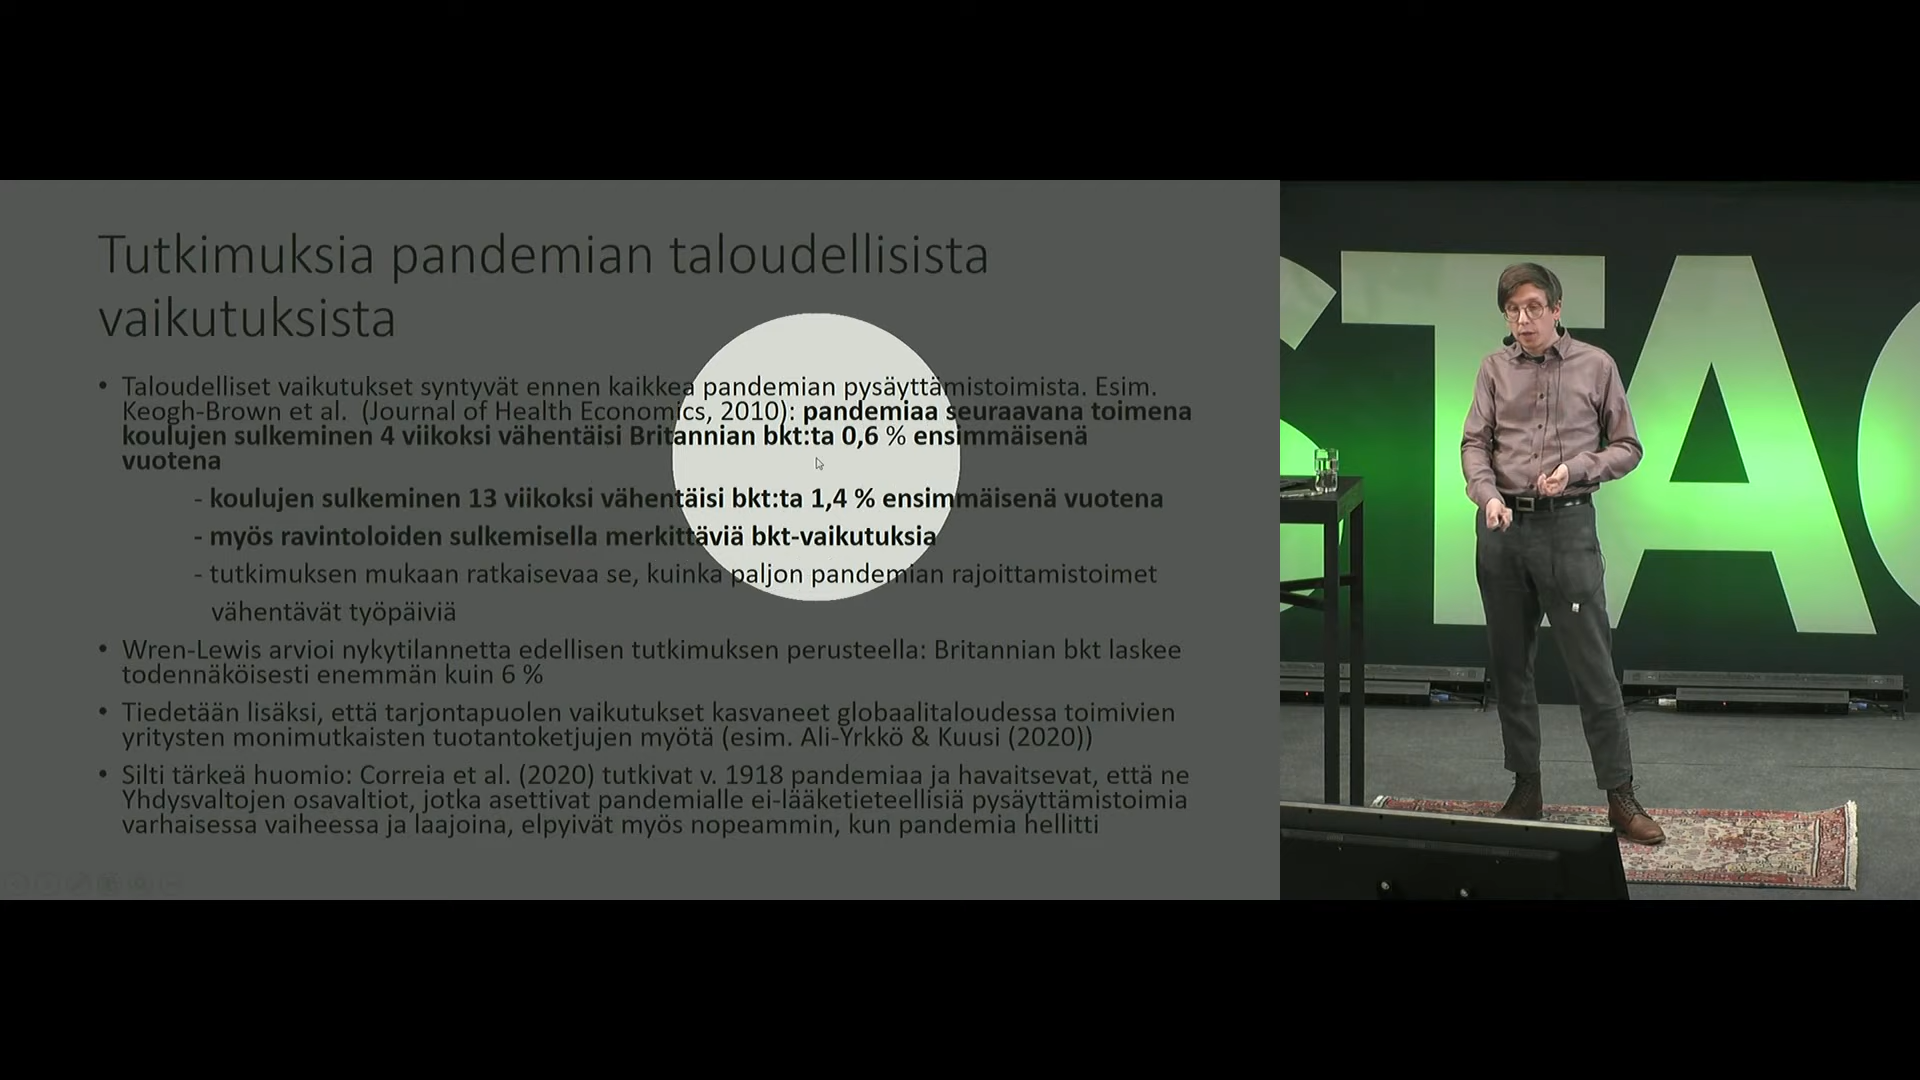 Tutkimuksia pandemian taloudellisista
vaikutuksista
• Taloudelliset vaikutukset syntyvät ennen kaikkea pandemian pysäyttämistoimista. Esim.
Keogh-Brown et al. (Journal of Health Economics, 2010): pandemiaa seuraavana toimena
koulujen sulkeminen 4 viikoksi vähentäisi Britannian bkt:ta 0,6 % ensimmäisenä
vuotena
- koulujen sulkeminen 13 viikoksi vähentäisi bkt:ta 1,4 % ensimmäisenä vuotena
- myös ravintoloiden sulkemisella merkittäviä bkt-vaikutuksia
- tutkimuksen mukaan ratkaisevaa se, kuinka paljon pandemian rajoittamistoimet
vähentävät työpäiviä
• Wren-Lewis arvioi nykytilannetta edellisen tutkimuksen perusteella: Britannian bkt laskee
todennäköisesti enemmän kuin 6 %
• Tiedetään lisäksi, että tarjontapuolen vaikutukset kasvaneet globaalitaloudessa toimivien
yritysten monimutkaisten tuotantoketjujen myötä (esim. Ali-Yrkkö & Kuusi (2020))
• Silti tärkeä huomio: Correia et al. (2020) tutkivat v. 1918 pandemiaa ja havaitsevat, että ne
Yhdysvaltojen osavaltiot, jotka asettivat pandemialle ei-lääketieteellisiä pysäyttämistoimia
varhaisessa vaiheessa ja laajoina, elpyivät myös nopeammin, kun pandemia hellitti
STA